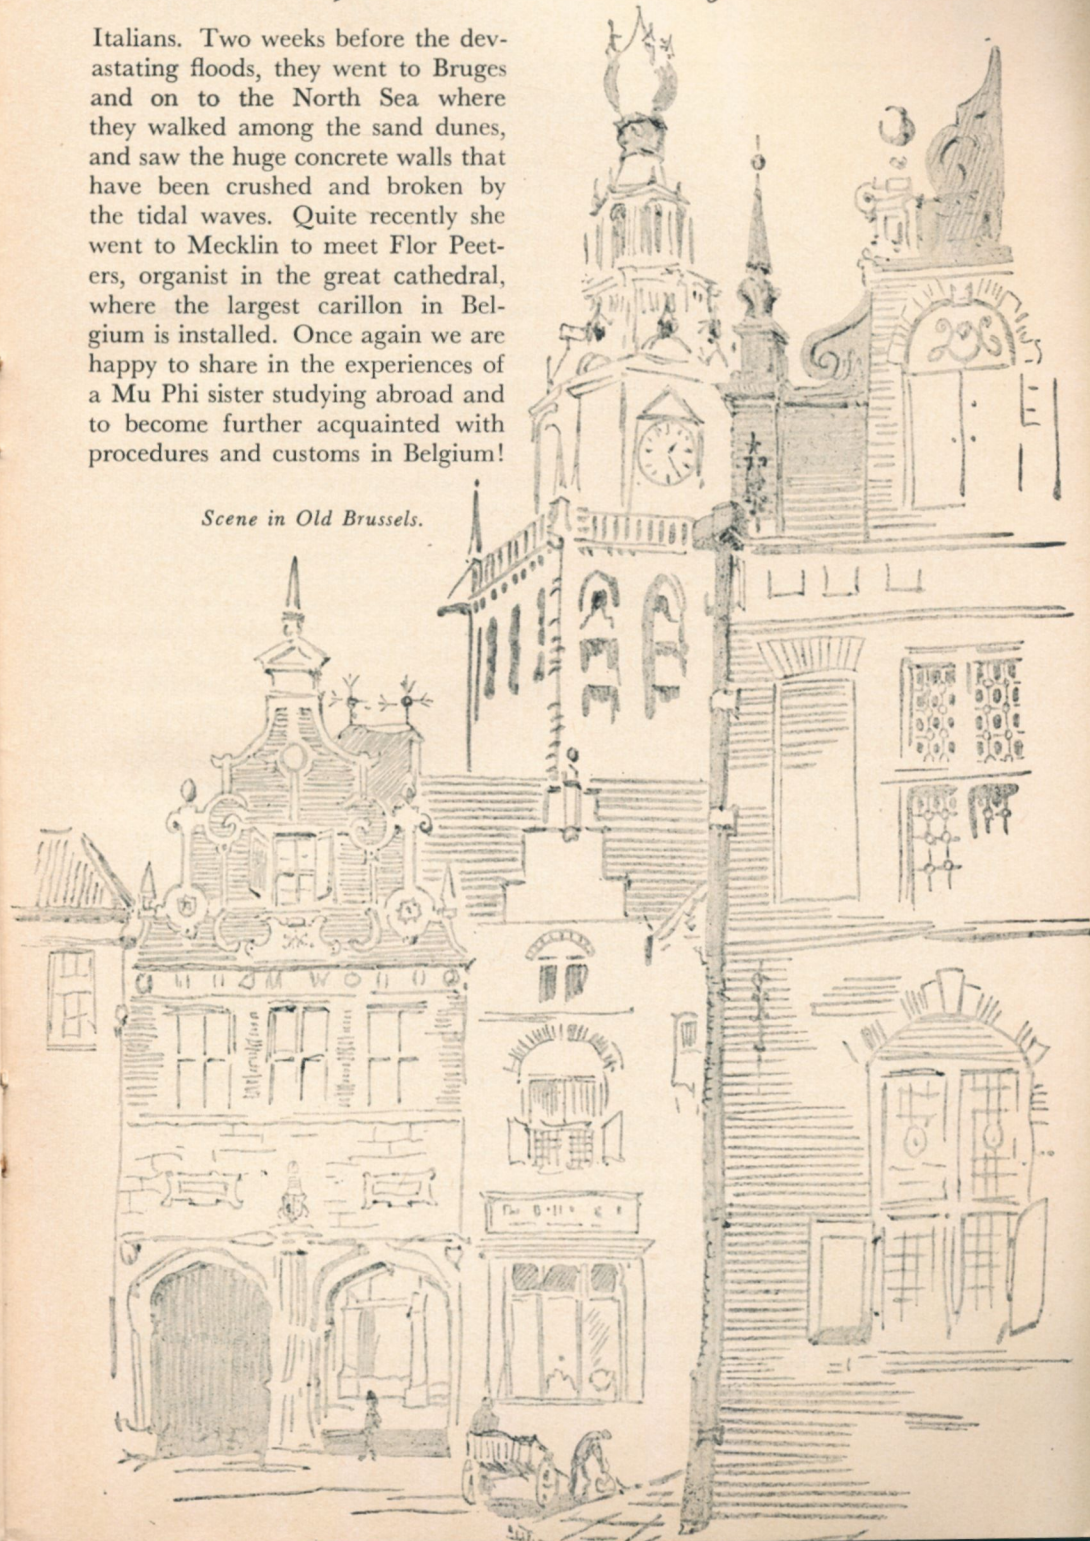 Italians. Two weeks before the dev-
astating floods, they went to Bruges
and on to the North Sea where
they walked among the sand dunes,
and saw the huge concrete walls that
have been crushed and broken by
the tidal waves. Quite recently she
went to Mecklin to meet Flor Peet-
ers, organist in the great cathedral,
where the largest carillon in Bel-
gium is installed. Once again we are
happy to share in the experiences of
a Mu Phi sister studying abroad and
to become further acquainted with
procedures and customs in Belgium!
Scene in Old Brussels.